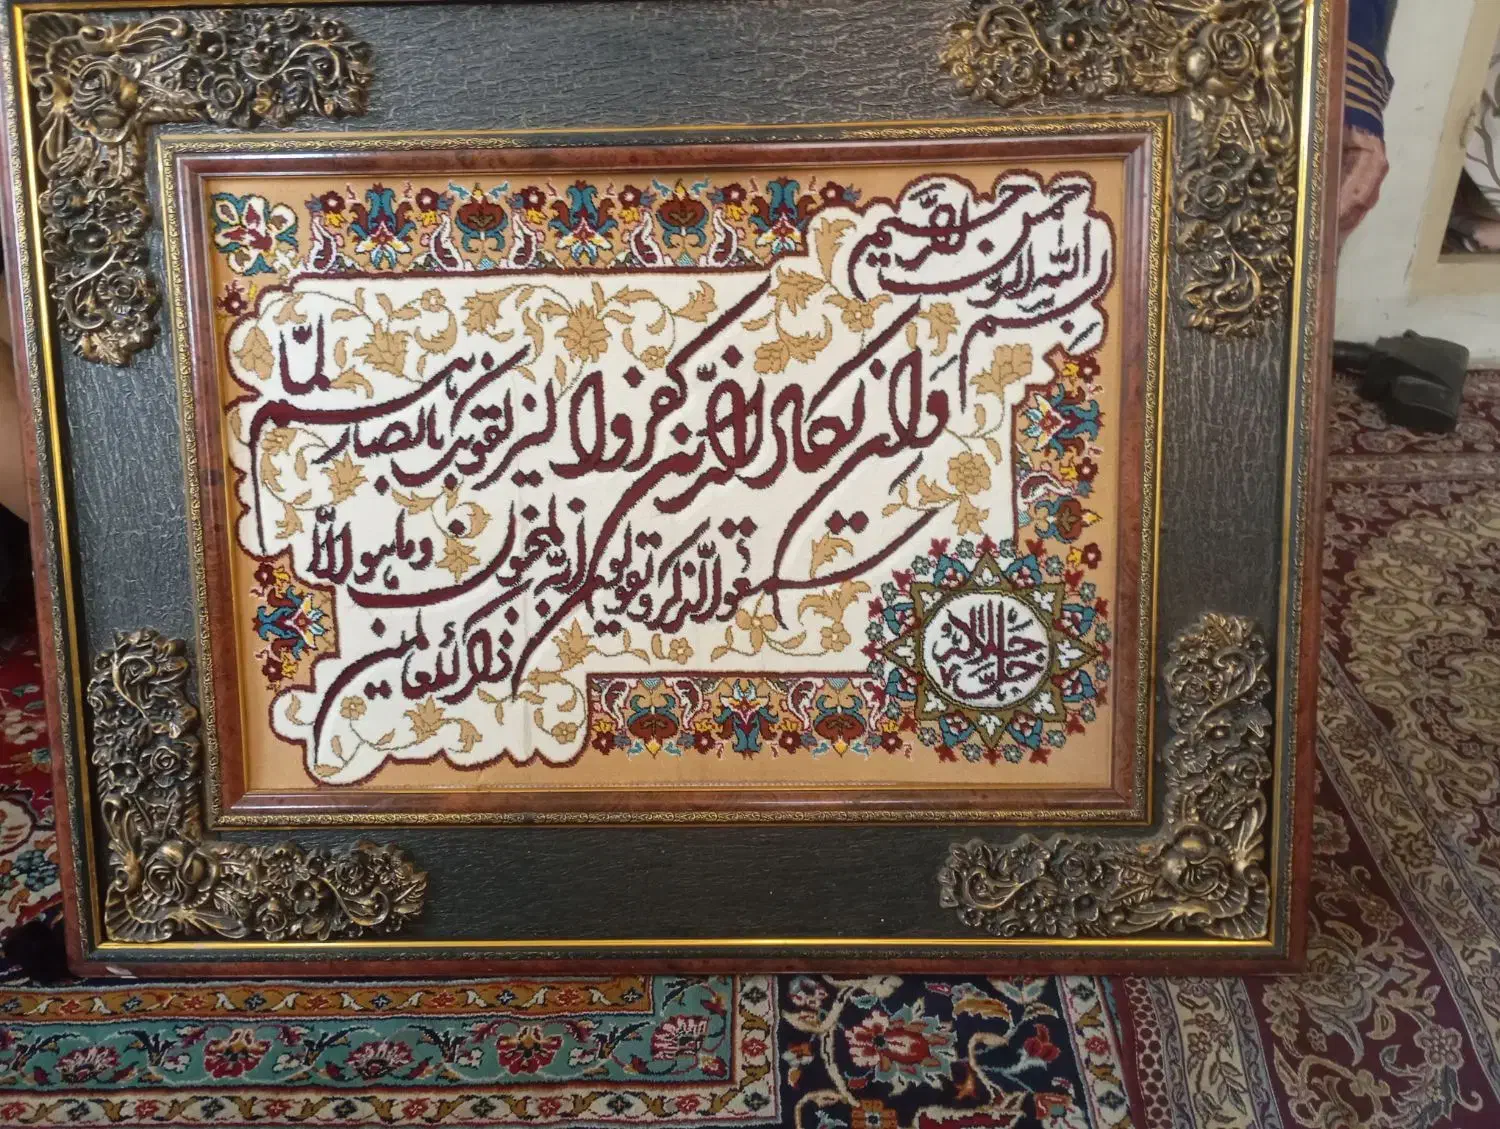 بسم الله الرحمن الرحیم
وان یکاد الذین کفروا لیزلقونک بابصارهم لما
سمعوا الذکر و یقولون انه لمجنون وما هو الا
ذکر للعالمین
الله جل جلاله